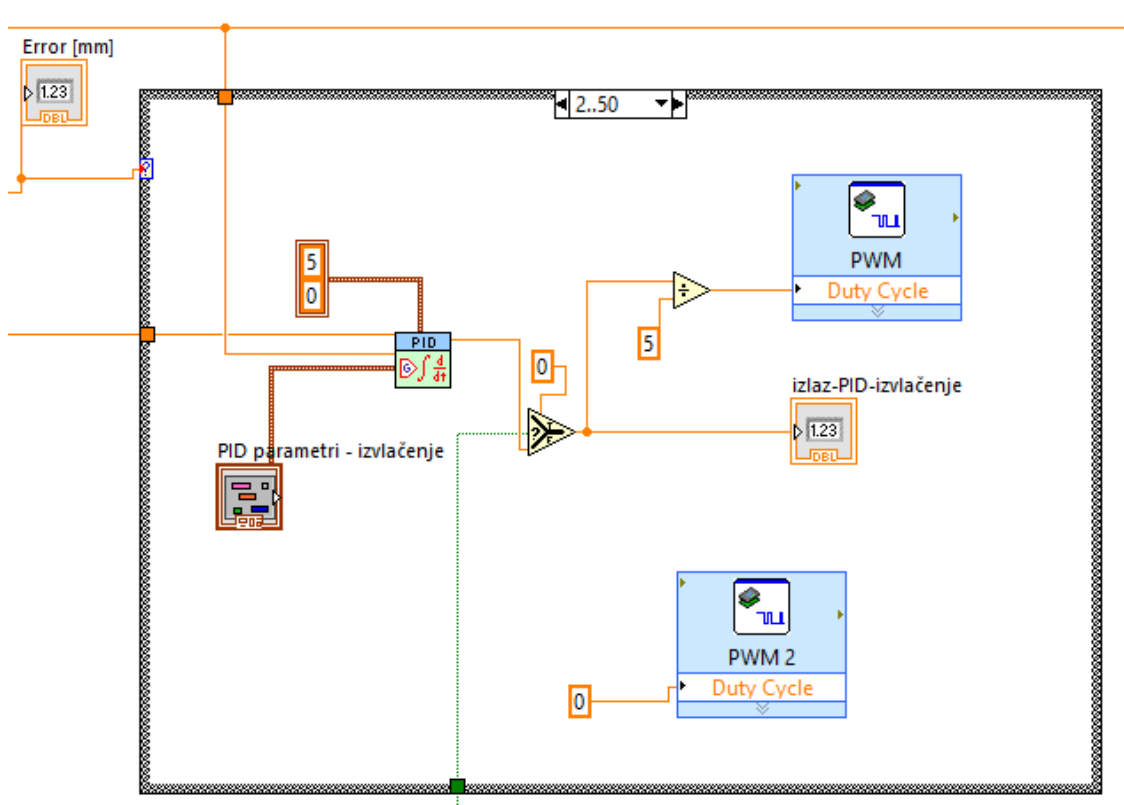 Error [mm]
1.23
DBL
2..50
?
5
0
PWM
Duty Cycle
÷
5
PID
G ∫ d/dt
0
? T F
izlaz-PID-izvlačenje
1.23
DBL
PID parametri - izvlačenje
PWM 2
Duty Cycle
0